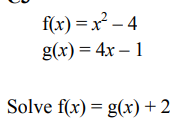 f(x) = x² – 4
g(x) = 4x – 1
Solve f(x) = g(x) + 2